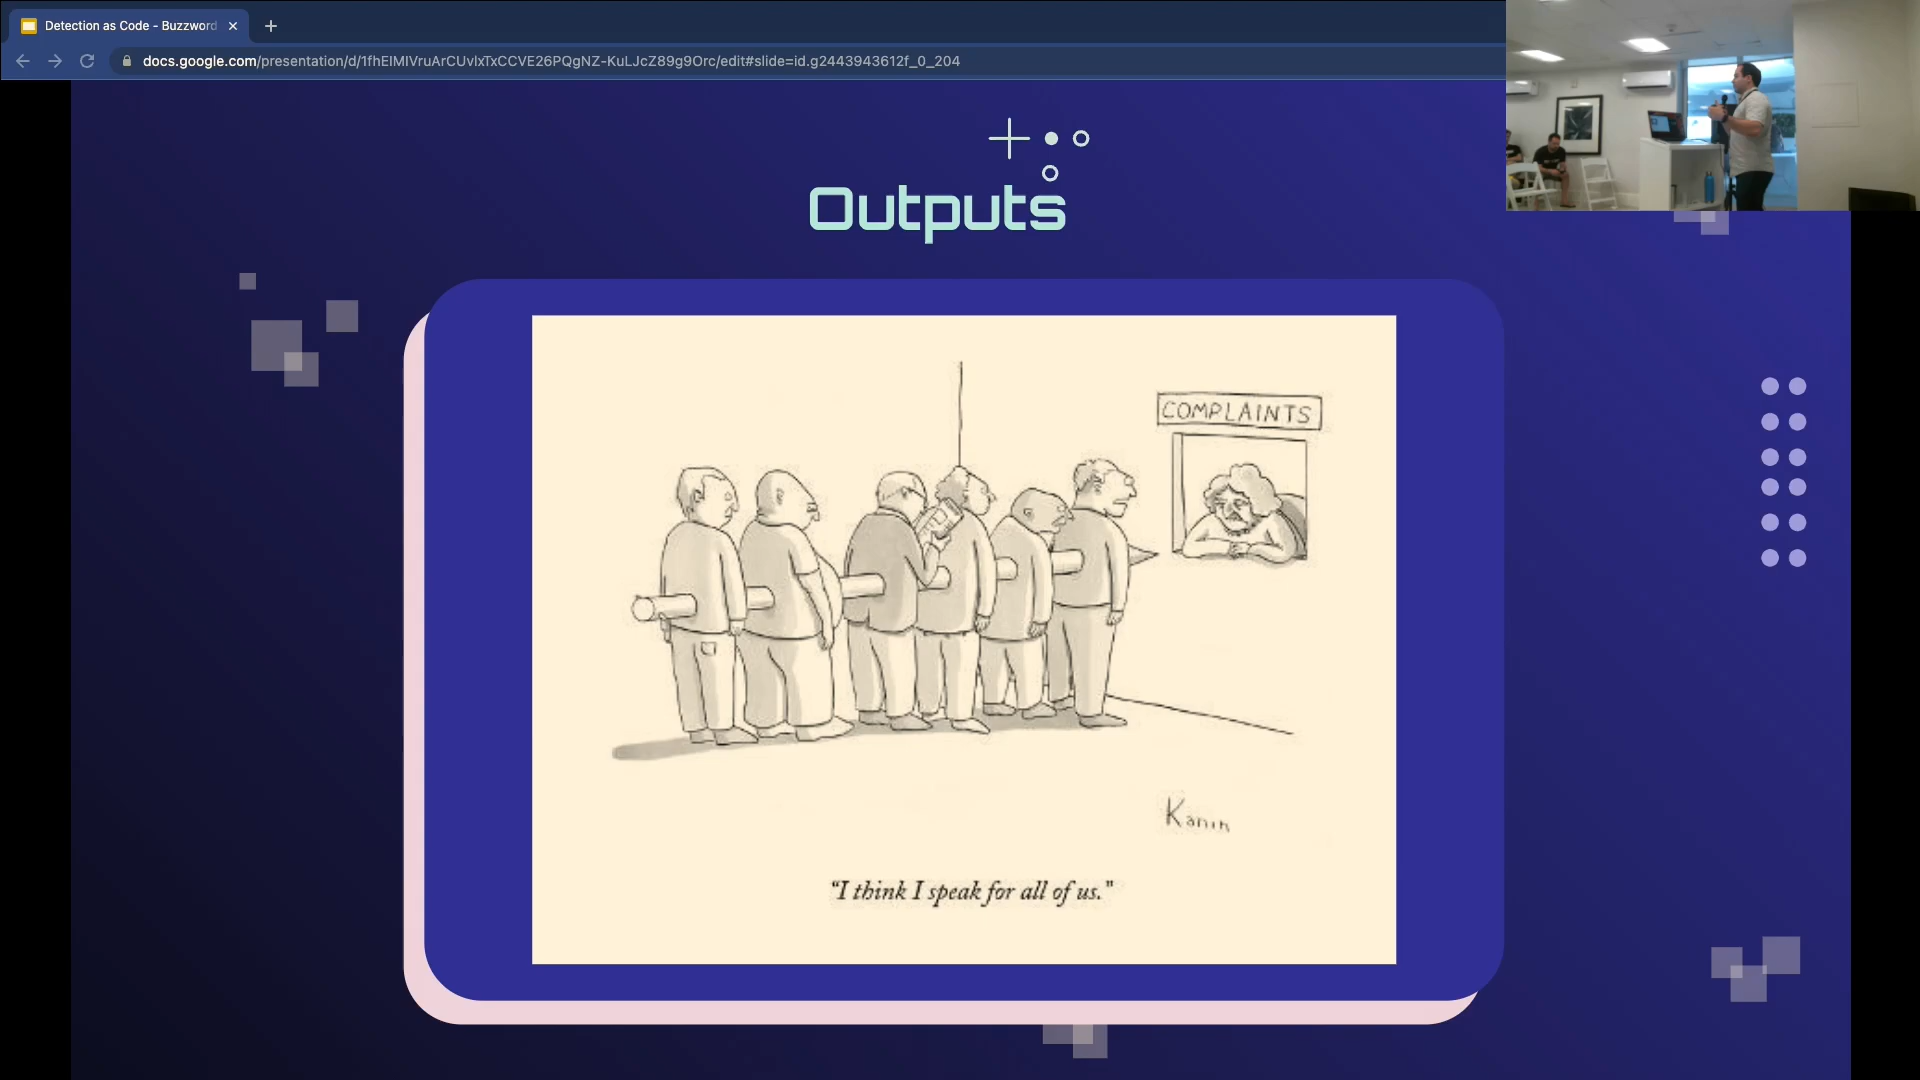 Detection as Code - Buzzword
docs.google.com/presentation/d/1fhEIMIVruArCUvlxTxCCVE26PQgNZ-KuLJcZ89g9Orc/edit#slide=id.g2443943612f_0_204
Outputs
COMPLAINTS
Kanin
"I think I speak for all of us."